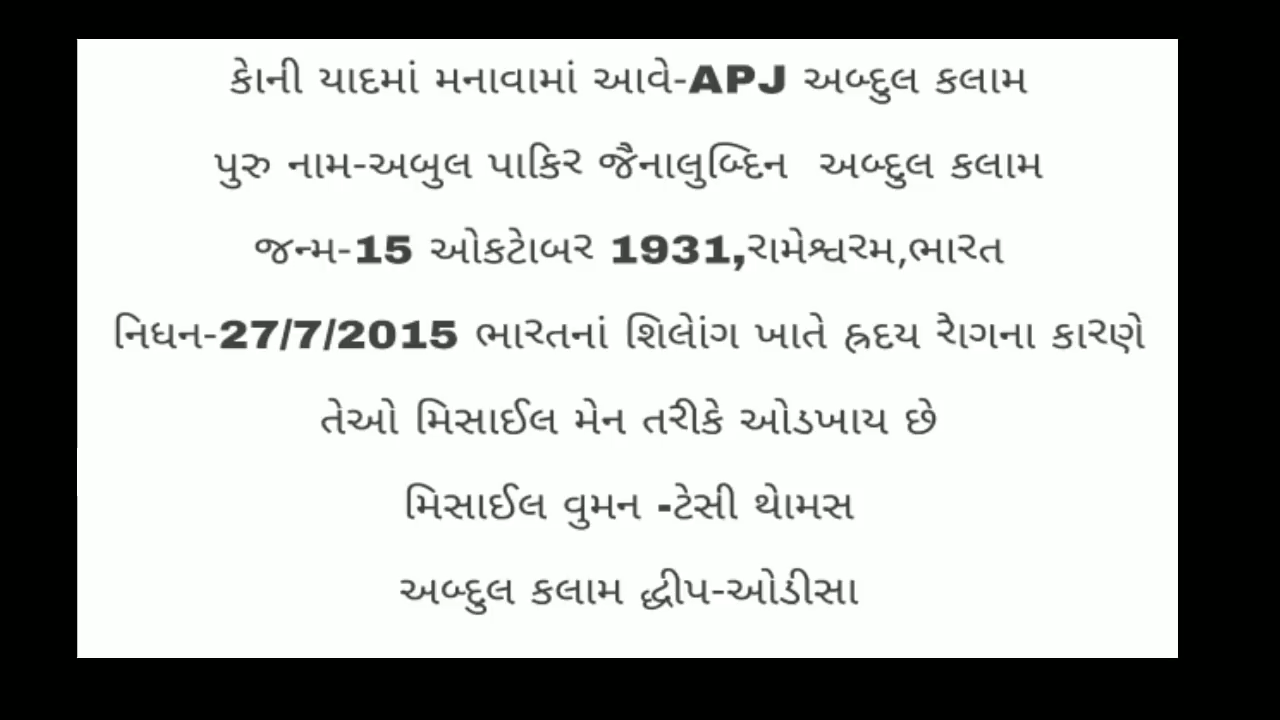 કોની યાદમાં મનાવામાં આવે-APJ અબ્દુલ કલામ
પુરુ નામ-અબુલ પાકિર જૈનાલુબ્દિન અબ્દુલ કલામ
જન્મ-15 ઓકટોબર 1931,રામેશ્વરમ,ભારત
નિધન-27/7/2015 ભારતનાં શિલોંગ ખાતે હ્રદય રોગના કારણે
તેઓ મિસાઈલ મેન તરીકે ઓડખાય છે
મિસાઈલ વુમન -ટેસી થોમસ
અબ્દુલ કલામ દ્ધીપ-ઓડીસા